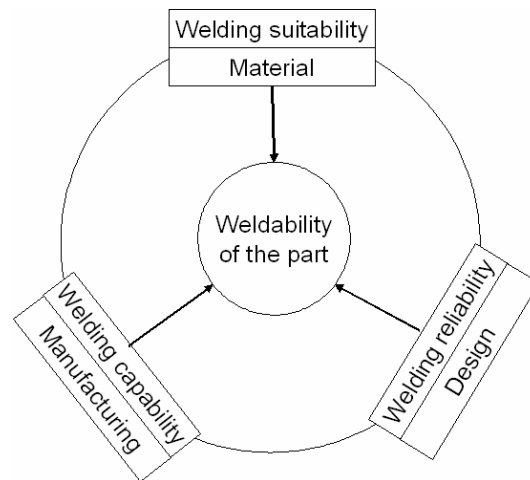 Welding suitability
Material
Weldability
of the part
Welding capability
Manufacturing
Welding reliability
Design